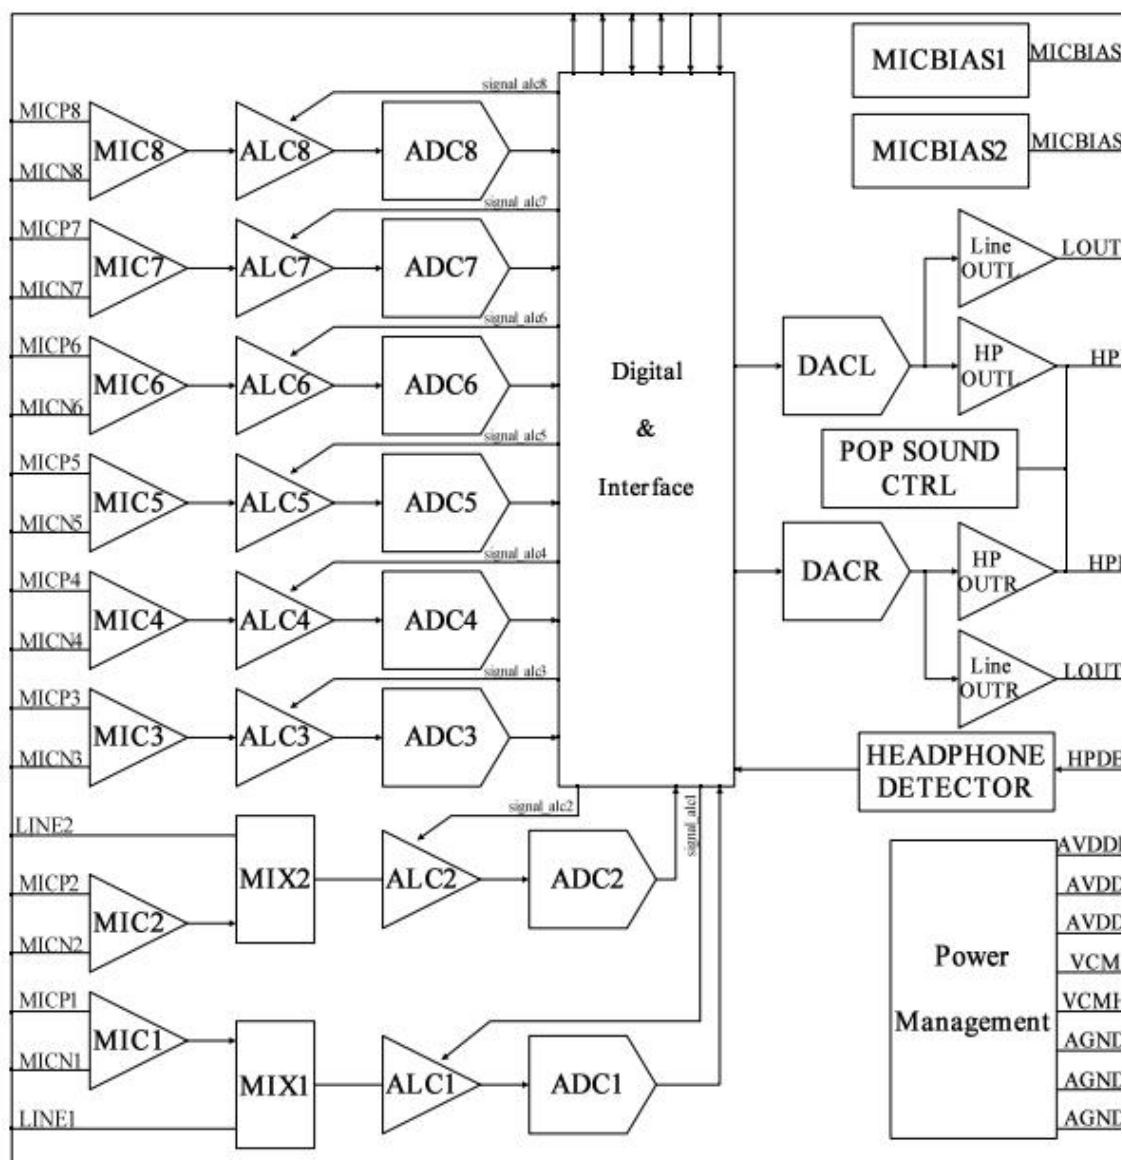 signal_alc8
MICP8
MICN8
MIC8
ALC8
ADC8
signal_alc7
MICP7
MICN7
MIC7
ALC7
ADC7
signal_alc6
MICP6
MICN6
MIC6
ALC6
ADC6
signal_alc5
MICP5
MICN5
MIC5
ALC5
ADC5
signal_alc4
MICP4
MICN4
MIC4
ALC4
ADC4
signal_alc3
MICP3
MICN3
MIC3
ALC3
ADC3
signal_alc2
signal_alc1
LINE2
MICP2
MICN2
MIC2
MIX2
ALC2
ADC2
MICP1
MICN1
MIC1
LINE1
MIX1
ALC1
ADC1
Digital
&
Interface
MICBIAS1
MICBIAS
MICBIAS2
MICBIAS
Line
OUTL
LOUT
DACL
HP
OUTL
HP
POP SOUND
CTRL
DACR
HP
OUTR
HP
Line
OUTR
LOUT
HEADPHONE
DETECTOR
HPDE
Power
Management
AVDD
AVDD
AVDD
VCM
VCMH
AGND
AGND
AGND